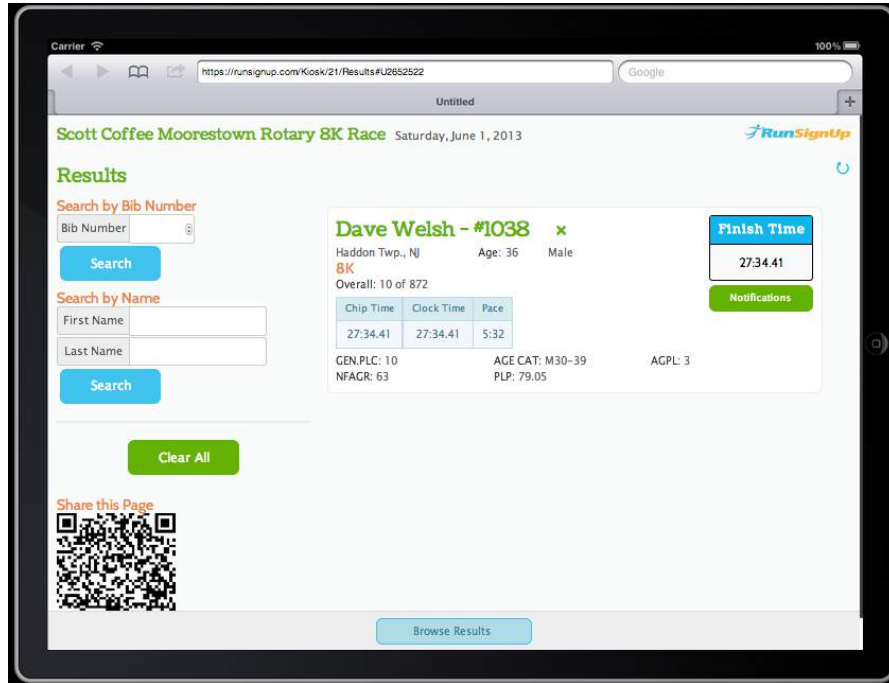 Carrier
100%
https://runsignup.com/Kiosk/21/Results#U2652522
Google
Untitled
+
Scott Coffee Moorestown Rotary 8K Race Saturday, June 1, 2013
RunSignUp
Results
Search by Bib Number
Bib Number
Search
Search by Name
First Name
Last Name
Search
Clear All
Share this Page
Dave Welsh - #1038 ×
Haddon Twp., NJ Age: 36 Male
8K
Overall: 10 of 872
Chip Time Clock Time Pace
27:34.41 27:34.41 5:32
GEN.PLC: 10 AGE CAT: M30-39 AGPL: 3
NFAGR: 63 PLP: 79.05
Finish Time
27:34.41
Notifications
Browse Results